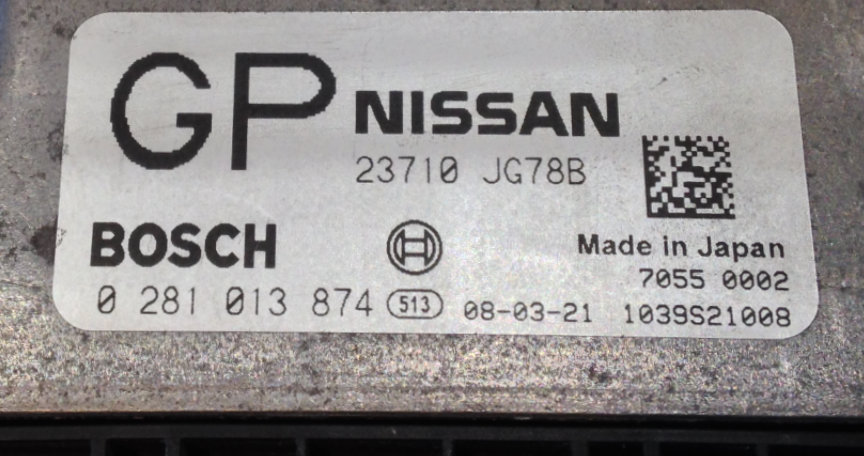 GP NISSAN
23710 JG78B
BOSCH
Made in Japan
7055 0002
0 281 013 874 513 08-03-21 1039S21008